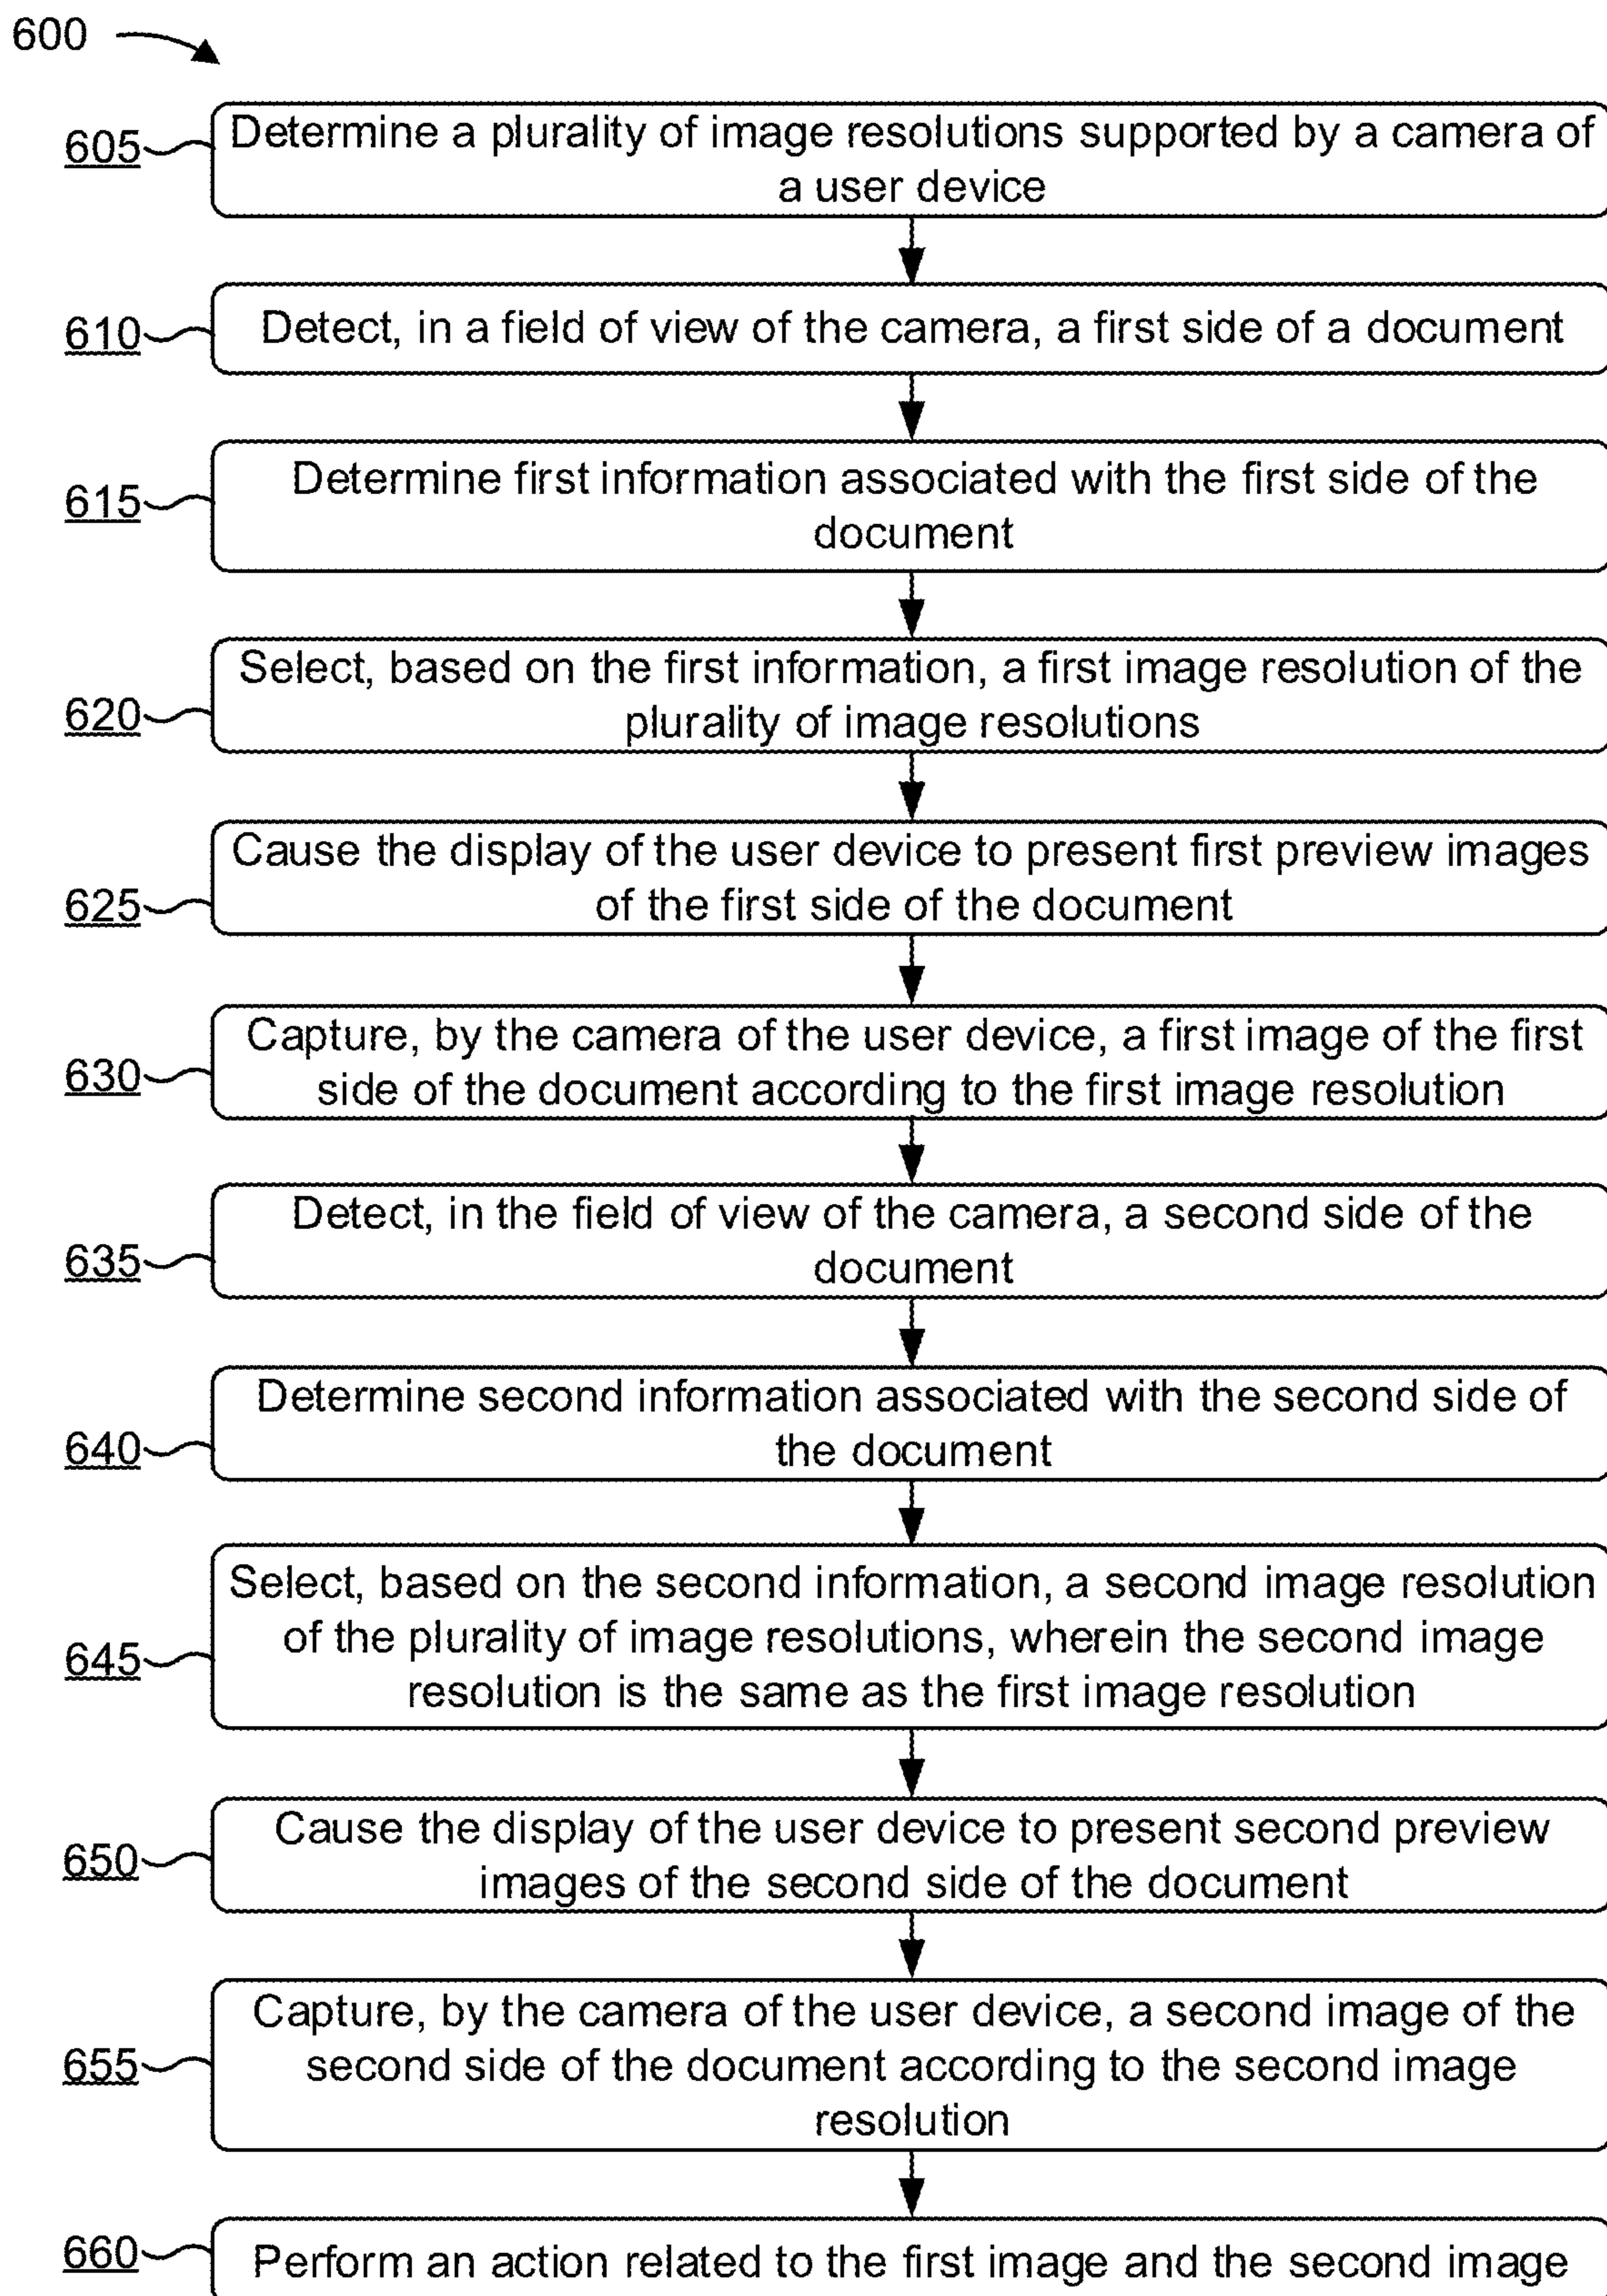 600
605
Determine a plurality of image resolutions supported by a camera of
a user device
610
Detect, in a field of view of the camera, a first side of a document
615
Determine first information associated with the first side of the
document
620
Select, based on the first information, a first image resolution of the
plurality of image resolutions
625
Cause the display of the user device to present first preview images
of the first side of the document
630
Capture, by the camera of the user device, a first image of the first
side of the document according to the first image resolution
635
Detect, in the field of view of the camera, a second side of the
document
640
Determine second information associated with the second side of
the document
645
Select, based on the second information, a second image resolution
of the plurality of image resolutions, wherein the second image
resolution is the same as the first image resolution
650
Cause the display of the user device to present second preview
images of the second side of the document
655
Capture, by the camera of the user device, a second image of the
second side of the document according to the second image
resolution
660
Perform an action related to the first image and the second image